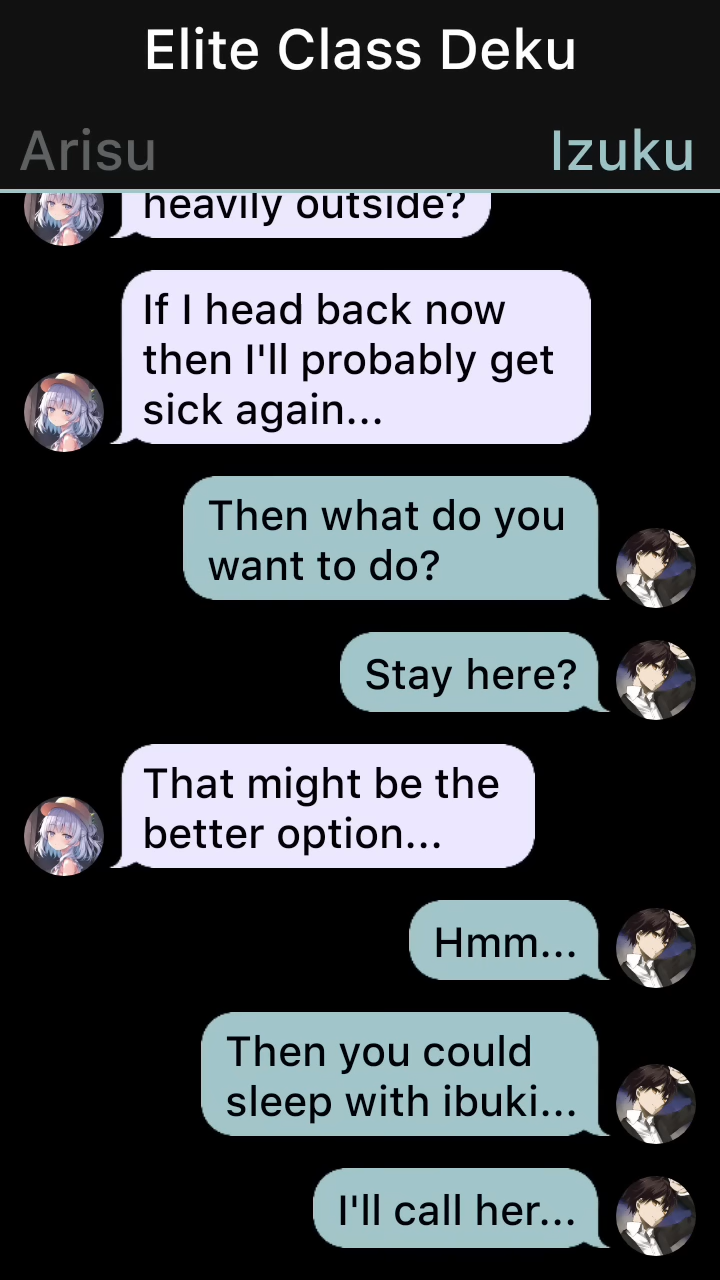 Elite Class Deku
Arisu
Izuku
heavily outside?
If I head back now
then I'll probably get
sick again...
Then what do you
want to do?
Stay here?
That might be the
better option...
Hmm...
Then you could
sleep with ibuki...
I'll call her...